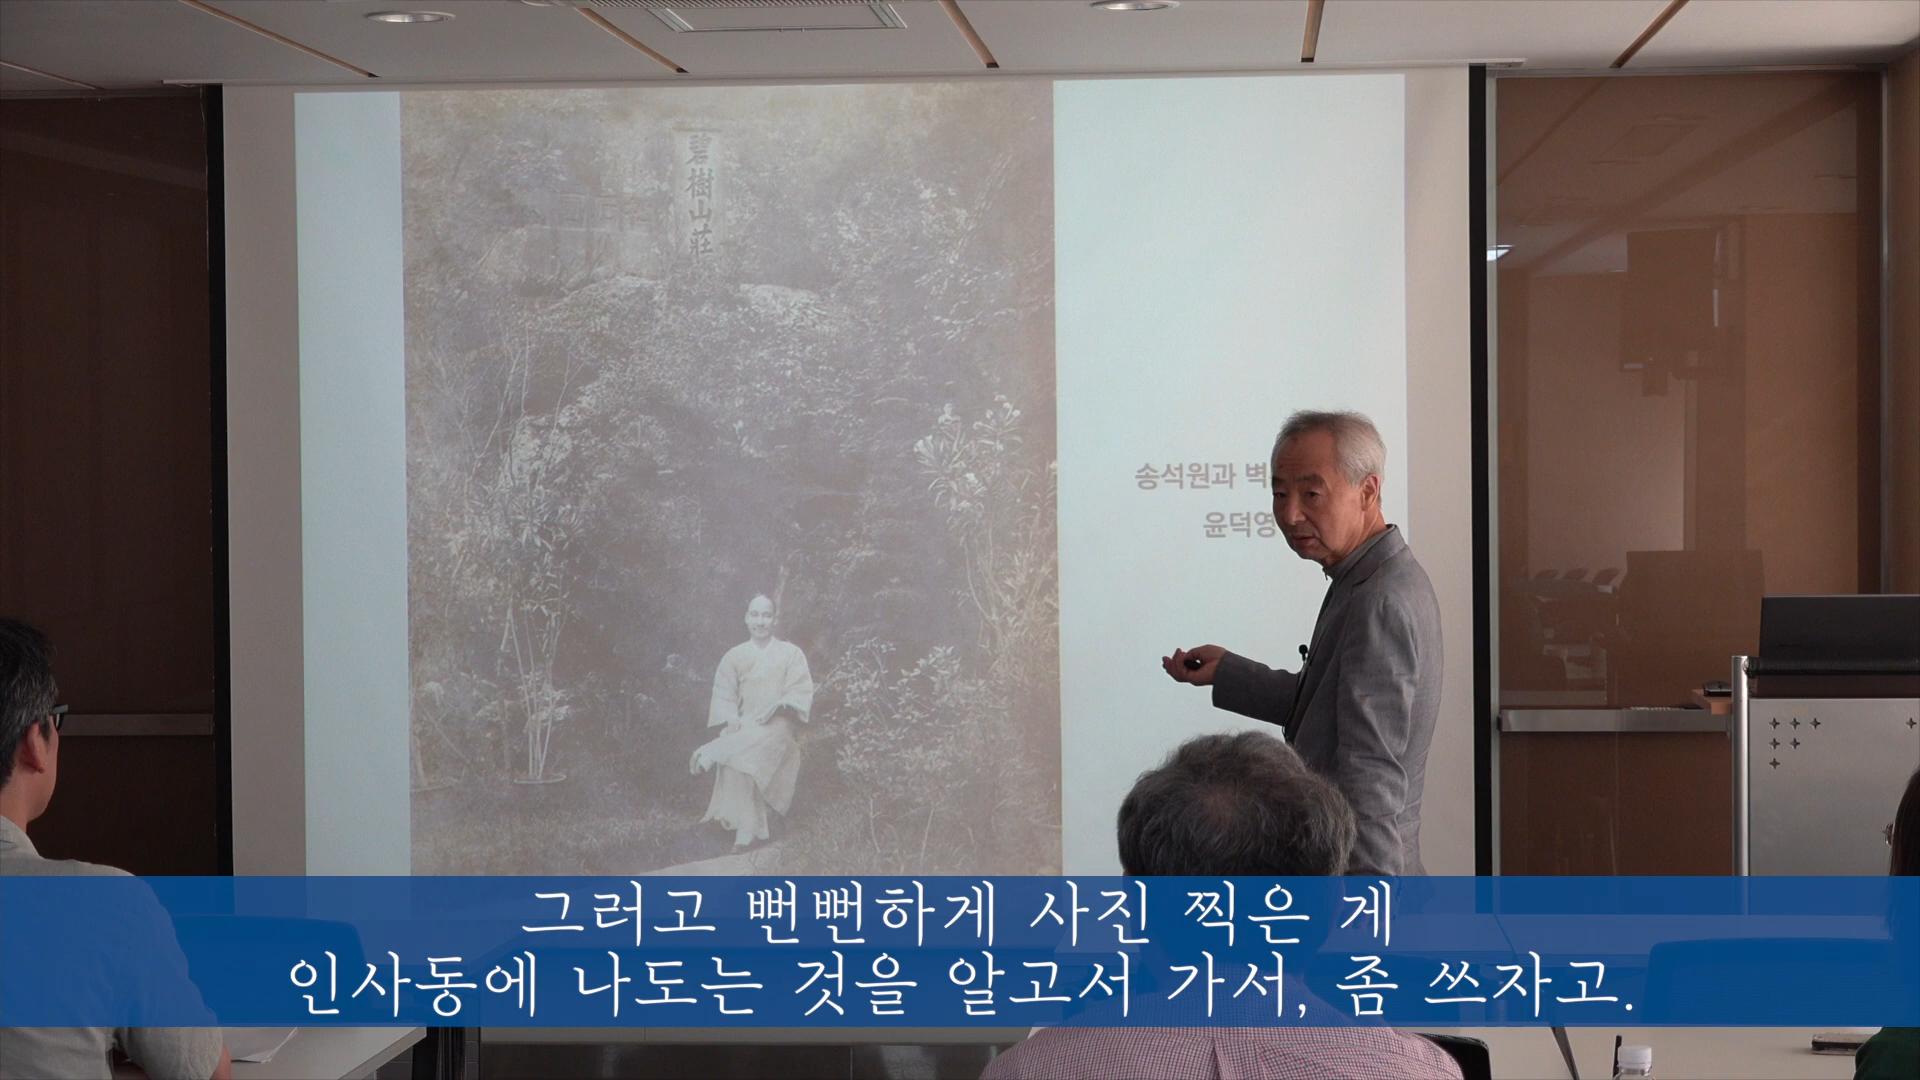 碧樹山莊
송석원과 벽
윤덕영
그러고 뻔뻔하게 사진 찍은 게
인사동에 나도는 것을 알고서 가서, 좀 쓰자고.